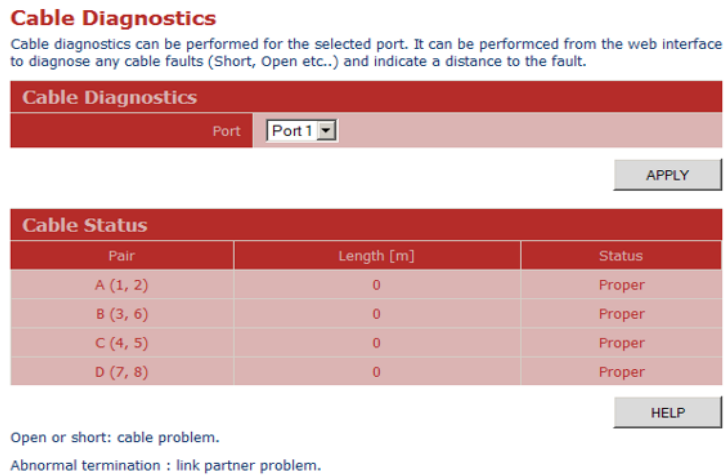 Cable Diagnostics
Cable diagnostics can be performed for the selected port. It can be performced from the web interface
to diagnose any cable faults (Short, Open etc..) and indicate a distance to the fault.
Cable Diagnostics
Port Port 1
APPLY
Cable Status
Pair Length [m] Status
A (1, 2) 0 Proper
B (3, 6) 0 Proper
C (4, 5) 0 Proper
D (7, 8) 0 Proper
HELP
Open or short: cable problem.
Abnormal termination : link partner problem.